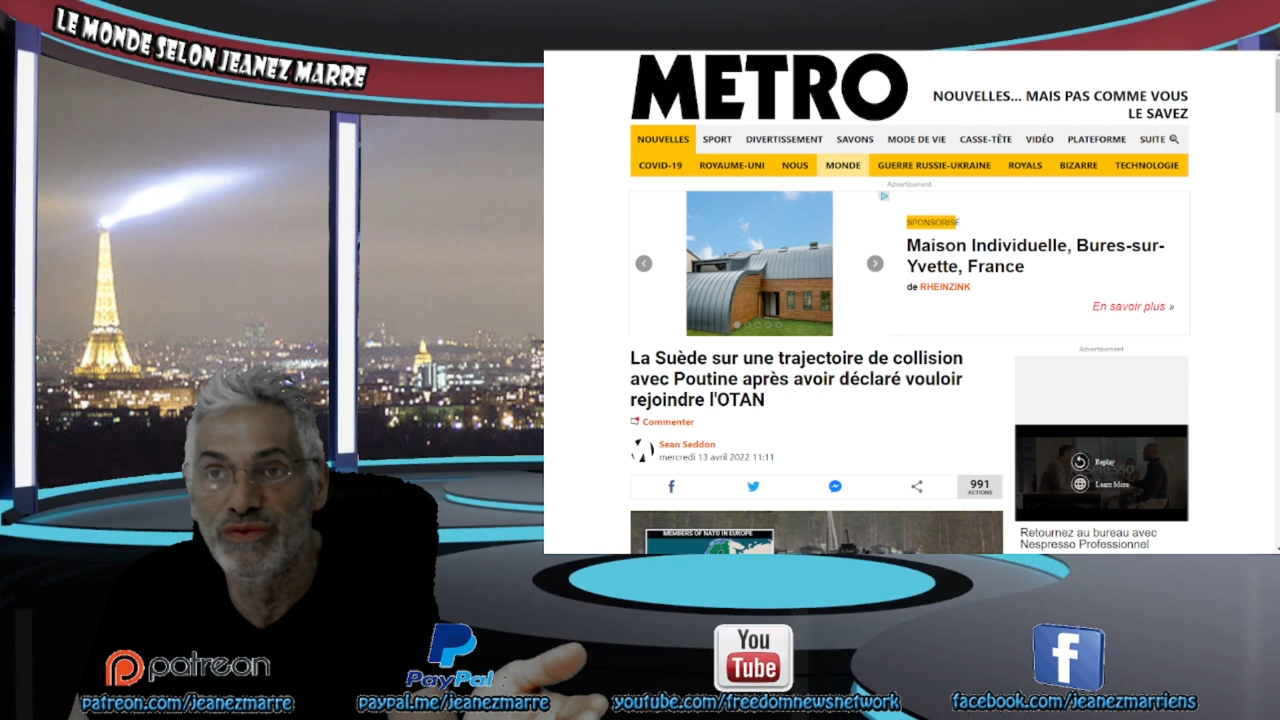 LE MONDE SELON JEANEZ MARRE
METRO
NOUVELLES... MAIS PAS COMME VOUS
LE SAVEZ
NOUVELLES SPORT DIVERTISSEMENT SAVONS MODE DE VIE CASSE-TÊTE VIDÉO PLATEFORME SUITE
COVID-19 ROYAUME-UNI NOUS MONDE GUERRE RUSSIE-UKRAINE ROYALS BIZARRE TECHNOLOGIE
Advertisement
SPONSORISÉ
Maison Individuelle, Bures-sur-
Yvette, France
de RHEINZINK
En savoir plus »
La Suède sur une trajectoire de collision
avec Poutine après avoir déclaré vouloir
rejoindre l'OTAN
Commenter
Sean Seddon
mercredi 13 avril 2022 11:11
991
ACTIONS
MEMBERS OF NATO IN EUROPE
Advertisement
Replay
Learn More
Retournez au bureau avec
Nespresso Professionnel
patreon
PayPal
You
Tube
f
patreon.com/jeanezmarre
paypal.me/jeanezmarre
youtube.com/freedomnewsnetwork
facebook.com/jeanezmarriens